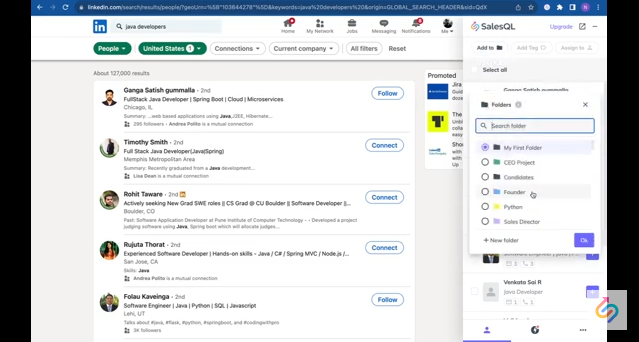 linkedin.com/search/results/people/?geoUrn=%5B"103644278"%5D&keywords=java%20developers%20&origin=GLOBAL_SEARCH_HEADER&sid=QdX
in
java developers
Home
My Network
Jobs
Messaging
Notifications
Me
SalesQL
Upgrade
People
United States 1
Connections
Current company
All filters
Reset
Add to
Add Tag
Assign to
Select all
About 127,000 results
Promoted
Ganga Satish gummalla • 2nd
FullStack Java Developer | Spring Boot | Cloud | Microservices
Chicago, IL
Summary: ...web based applications using Java,J2EE, Hibernate...
295 followers • Andrea Polito is a mutual connection
Follow
Timothy Smith • 2nd
Full Stack Java Developer(Java|Spring)
Memphis Metropolitan Area
Summary: Recently graduated from a Java development...
Lisa Dean is a mutual connection
Connect
Rohit Taware • 2nd
Actively seeking New Grad SWE roles || CS Grad @ CU Boulder || Software Developer...
Boulder, CO
Past: Software Application Developer at Pune Institute of Computer Technology - ...Developed a project
judging software using Java, Spring boot which will allocate judges...
Connect
Rujuta Thorat • 2nd
Experienced Software Developer | Hands-on skills - Java / C# / Spring MVC / Node.js /...
San Jose, CA
Skills: Java
Andrea Polito is a mutual connection
Connect
Folau Kaveinga • 2nd
Software Engineer | Java | Python | SQL | Javascript
Lehi, UT
Talks about #java, #flask, #python, #springboot, and #codingwithpers
3K followers
Follow
Ganga Satish gummalla
Folders
Search folder
My First Folder
CEO Project
Candidates
Founder
Python
Sales Director
+ New folder
Ok
Venkata Sai R
Java Developer